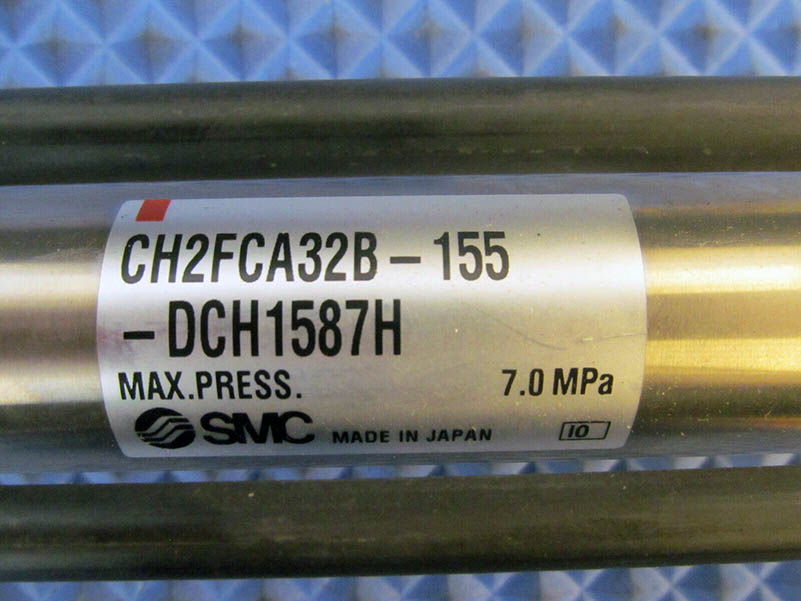 CH2FCA32B-155
-DCH1587H
MAX.PRESS. 7.0 MPa
SMC MADE IN JAPAN IO